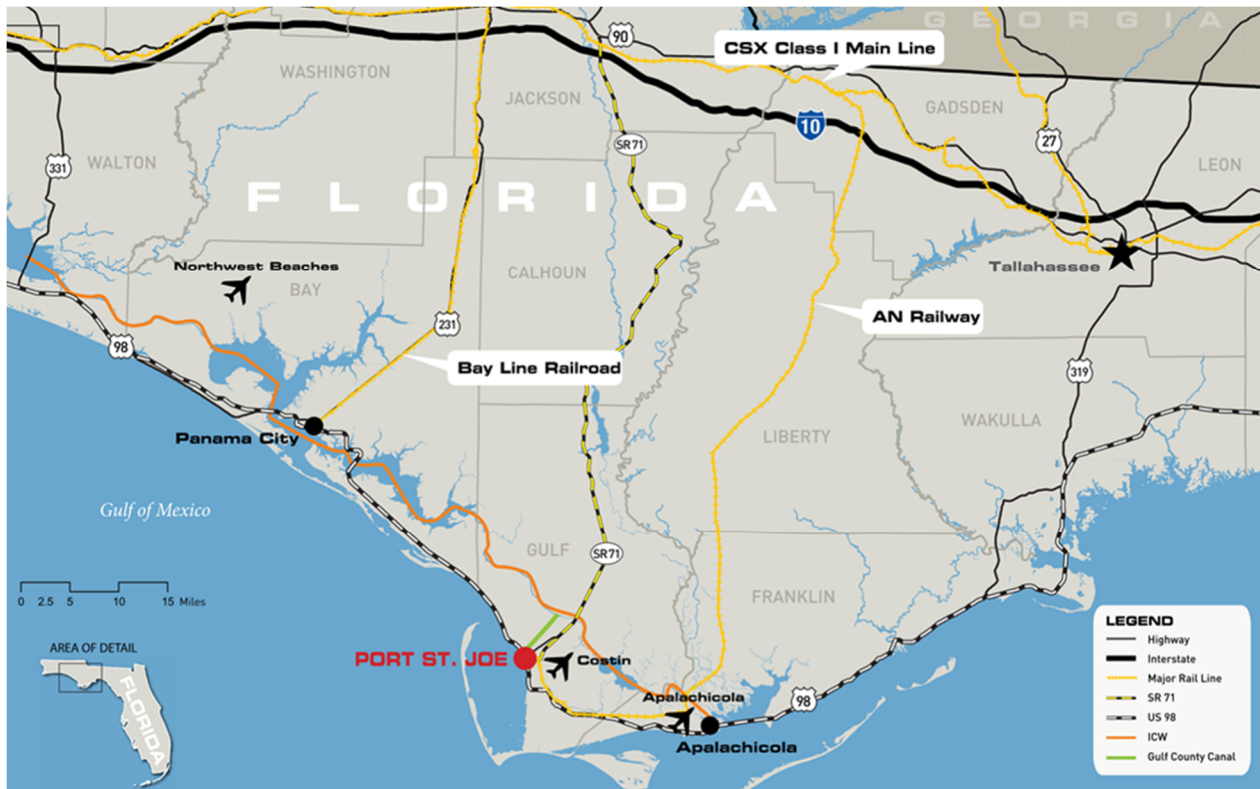 GEORGIA
90
CSX Class I Main Line
WASHINGTON
JACKSON
GADSDEN
10
SR71
27
WALTON
331
LEON
FLORIDA
Northwest Beaches
BAY
CALHOUN
Tallahassee
AN Railway
231
98
Bay Line Railroad
319
WAKULLA
LIBERTY
Panama City
Gulf of Mexico
GULF
SR71
FRANKLIN
0 2.5 5 10 15 Miles
PORT ST. JOE
Costin
Apalachicola
98
Apalachicola
AREA OF DETAIL
FLORIDA
LEGEND
Highway
Interstate
Major Rail Line
SR 71
US 98
ICW
Gulf County Canal